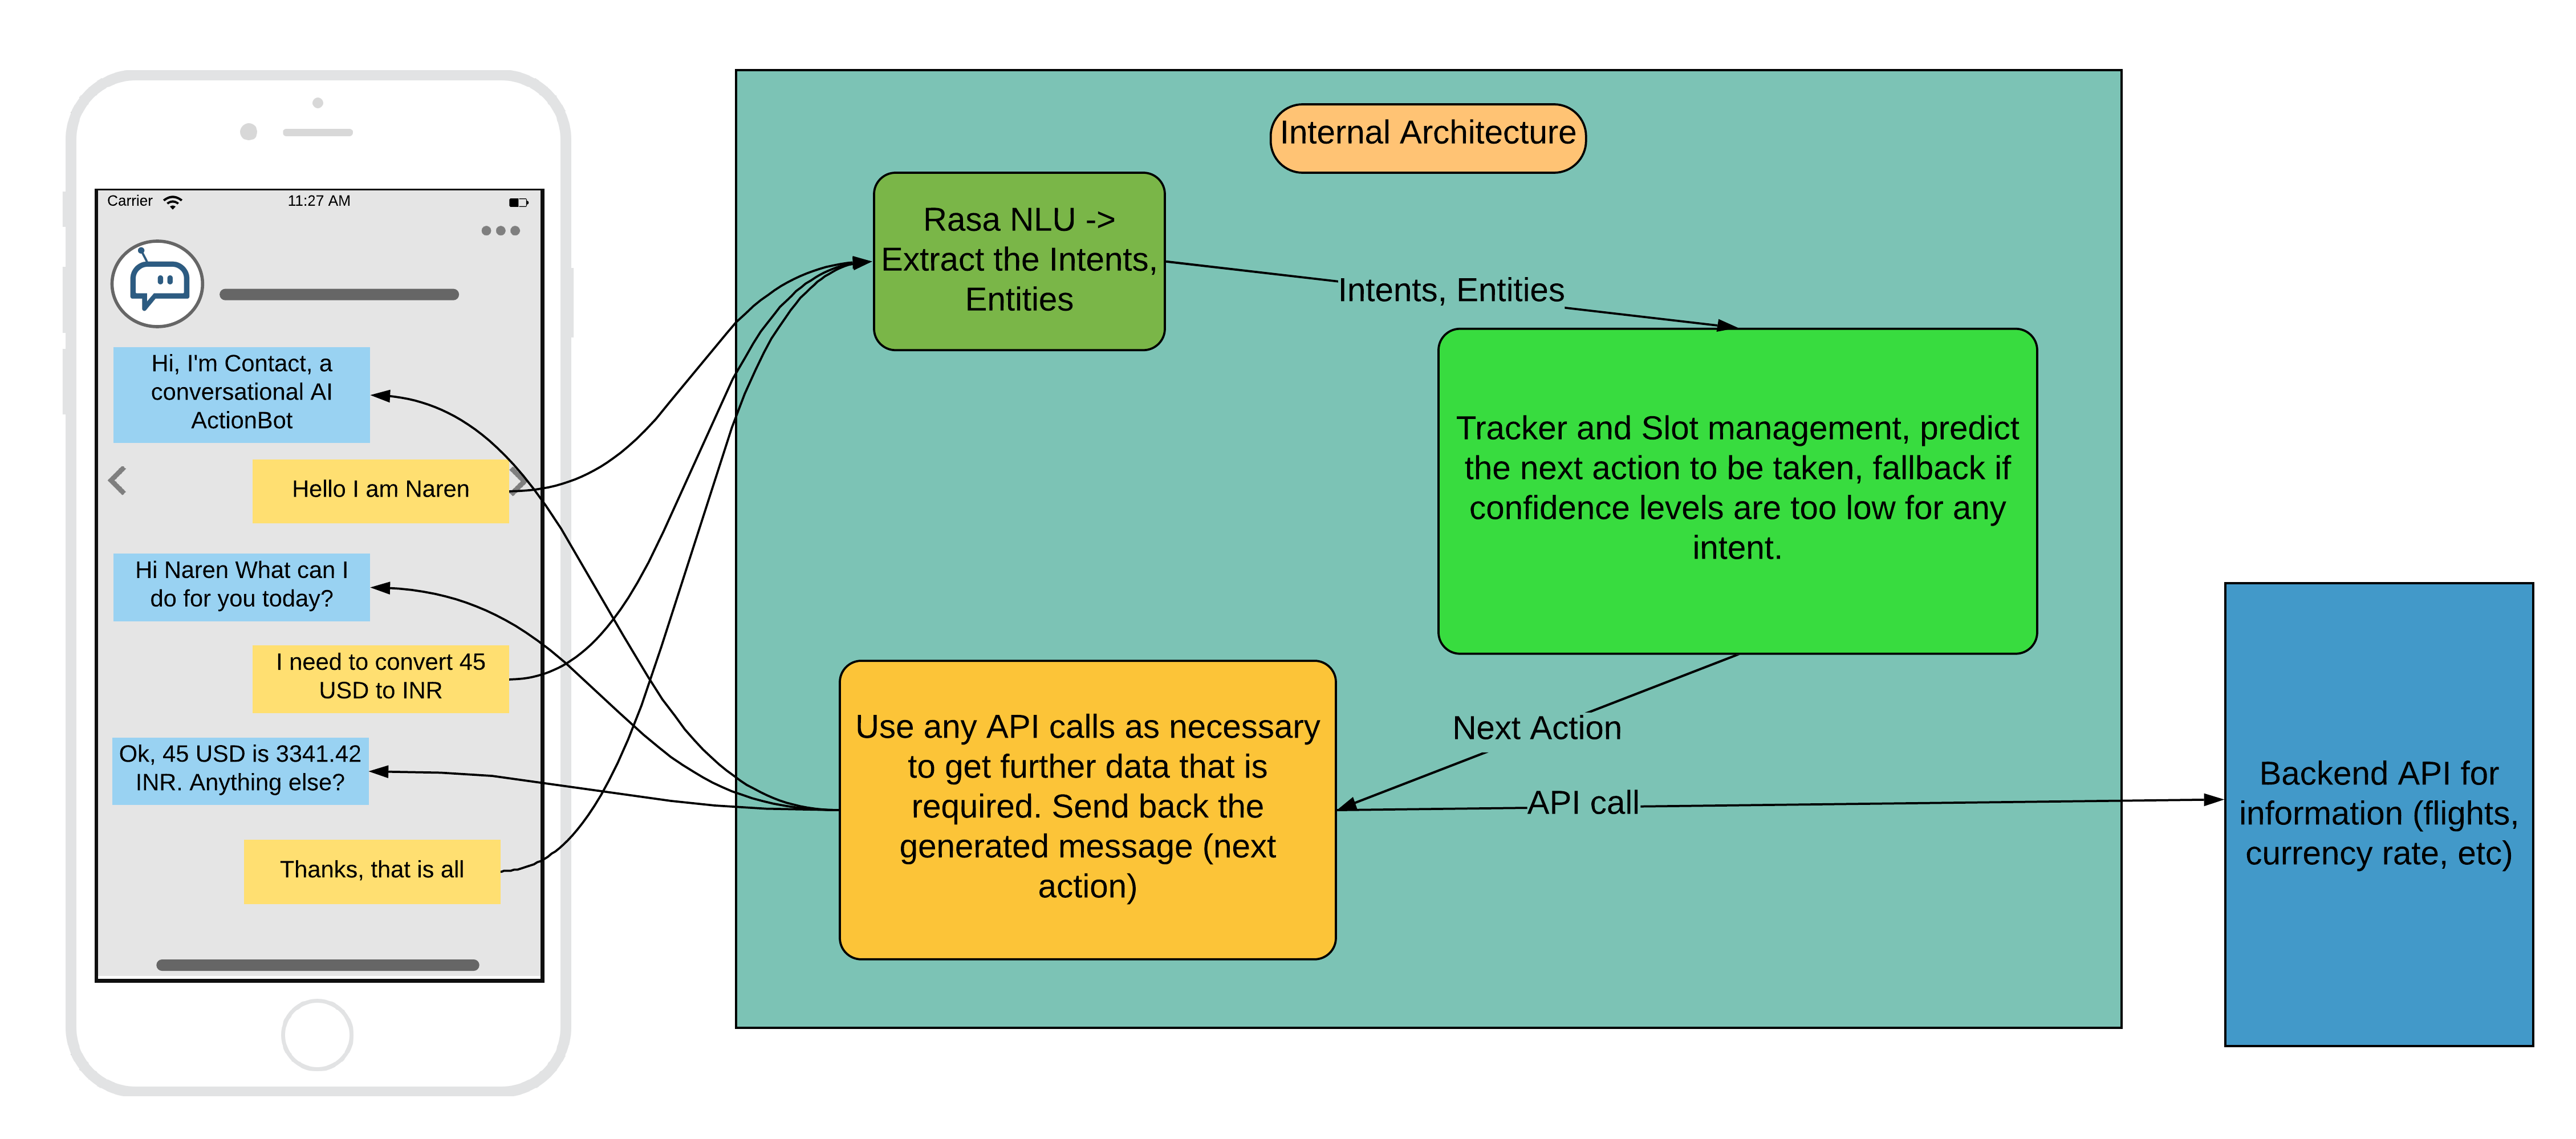 Carrier
11:27 AM
Hi, I'm Contact, a
conversational AI
ActionBot
Hello I am Naren
Hi Naren What can I
do for you today?
I need to convert 45
USD to INR
Ok, 45 USD is 3341.42
INR. Anything else?
Thanks, that is all
Internal Architecture
Rasa NLU ->
Extract the Intents,
Entities
Intents, Entities
Tracker and Slot management, predict
the next action to be taken, fallback if
confidence levels are too low for any
intent.
Next Action
Use any API calls as necessary
to get further data that is
required. Send back the
generated message (next
action)
API call
Backend API for
information (flights,
currency rate, etc)